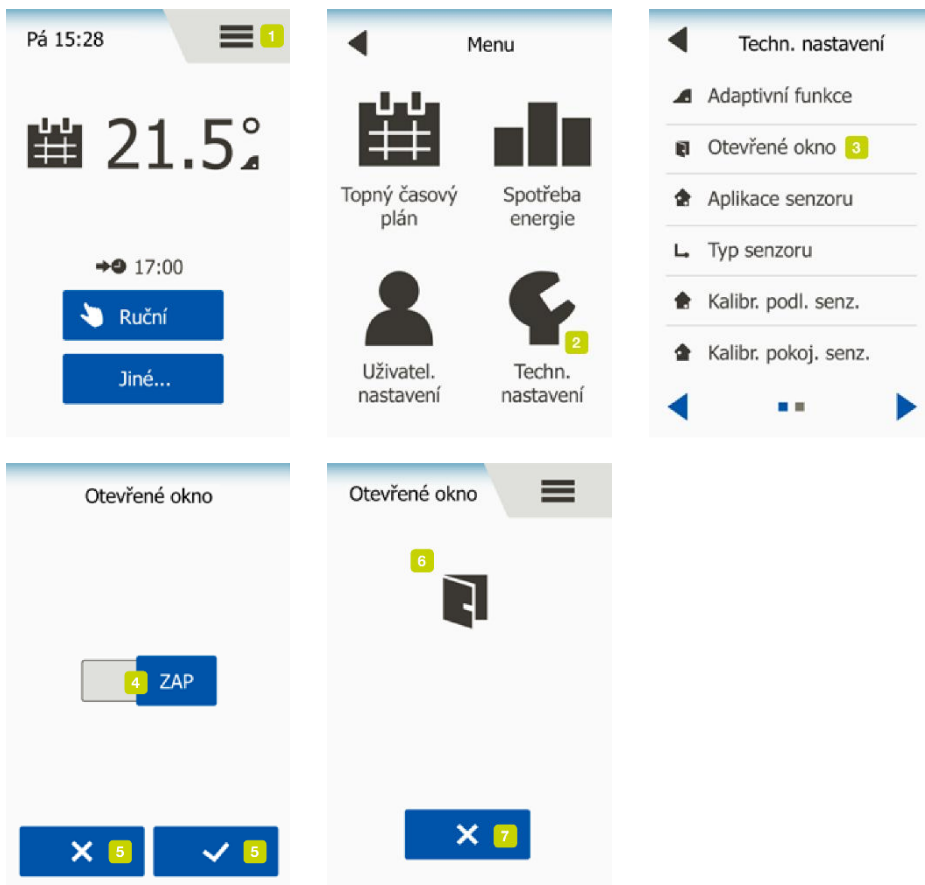 Pá 15:28
1
21.5°
17:00
Ruční
Jiné...
Menu
Topný časový
plán
Spotřeba
energie
2
Uživatel.
nastavení
Techn.
nastavení
Techn. nastavení
Adaptivní funkce
Otevřené okno 3
Aplikace senzoru
Typ senzoru
Kalibr. podl. senz.
Kalibr. pokoj. senz.
Otevřené okno
4 ZAP
5 5
Otevřené okno
6
7